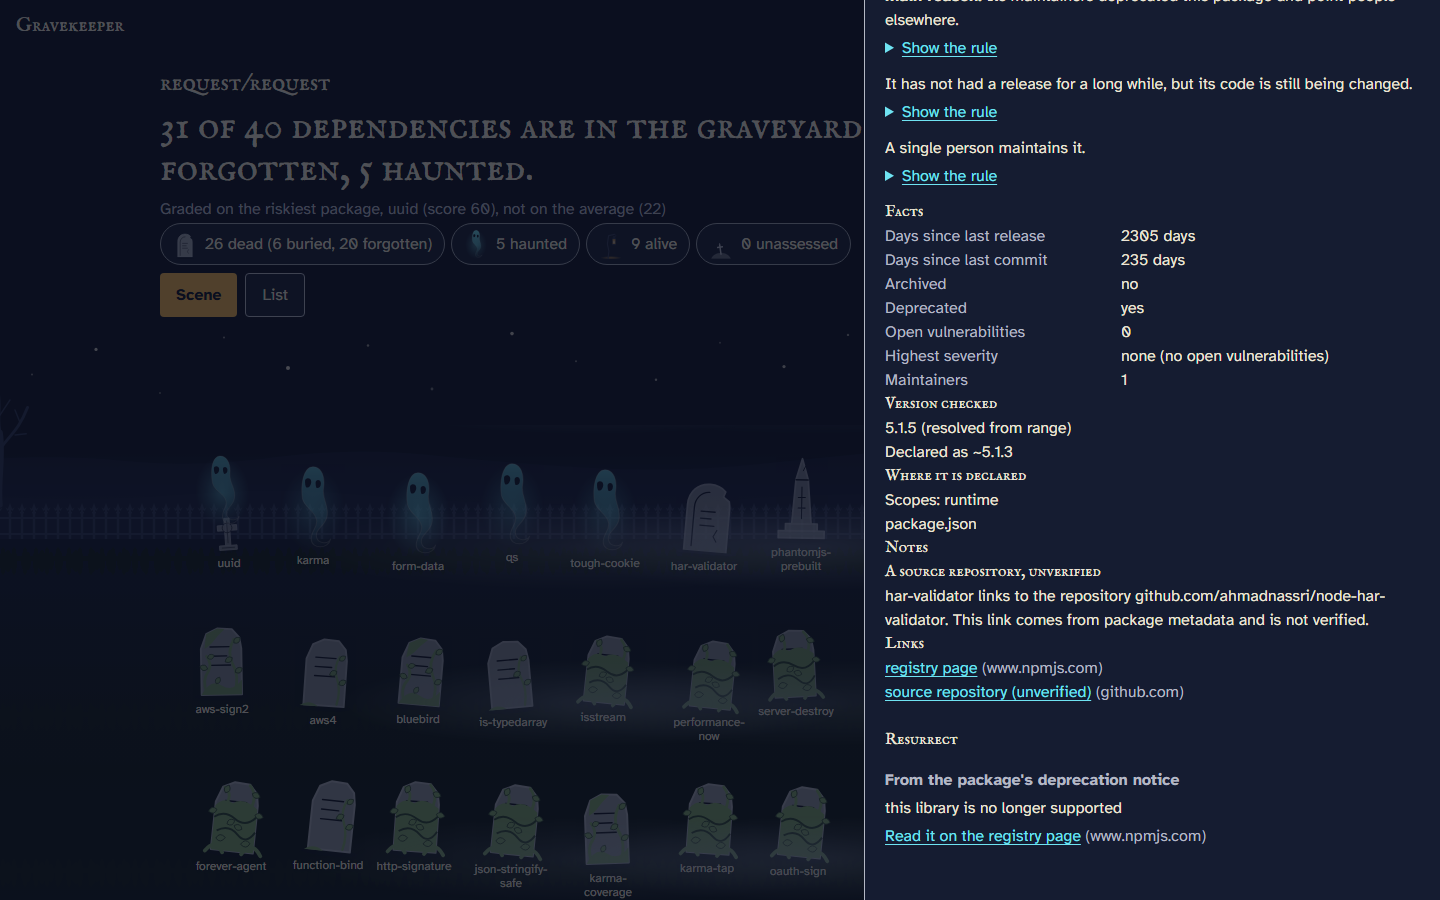 Gravekeeper
request/request
31 of 40 dependencies are in the graveyard
forgotten, 5 haunted.
Graded on the riskiest package, uuid (score 60), not on the average (22)
26 dead (6 buried, 20 forgotten)
5 haunted
9 alive
0 unassessed
Scene
List
uuid
karma
form-data
qs
tough-cookie
har-validator
phantomjs-
prebuilt
aws-sign2
aws4
bluebird
is-typedarray
isstream
performance-
now
server-destroy
forever-agent
function-bind
http-signature
json-stringify-
safe
karma-
coverage
karma-tap
oauth-sign
elsewhere.
Show the rule
It has not had a release for a long while, but its code is still being changed.
Show the rule
A single person maintains it.
Show the rule
Facts
Days since last release 2305 days
Days since last commit 235 days
Archived no
Deprecated yes
Open vulnerabilities 0
Highest severity none (no open vulnerabilities)
Maintainers 1
Version checked
5.1.5 (resolved from range)
Declared as ~5.1.3
Where it is declared
Scopes: runtime
package.json
Notes
A source repository, unverified
har-validator links to the repository github.com/ahmadnassri/node-har-
validator. This link comes from package metadata and is not verified.
Links
registry page (www.npmjs.com)
source repository (unverified) (github.com)
Resurrect
From the package's deprecation notice
this library is no longer supported
Read it on the registry page (www.npmjs.com)